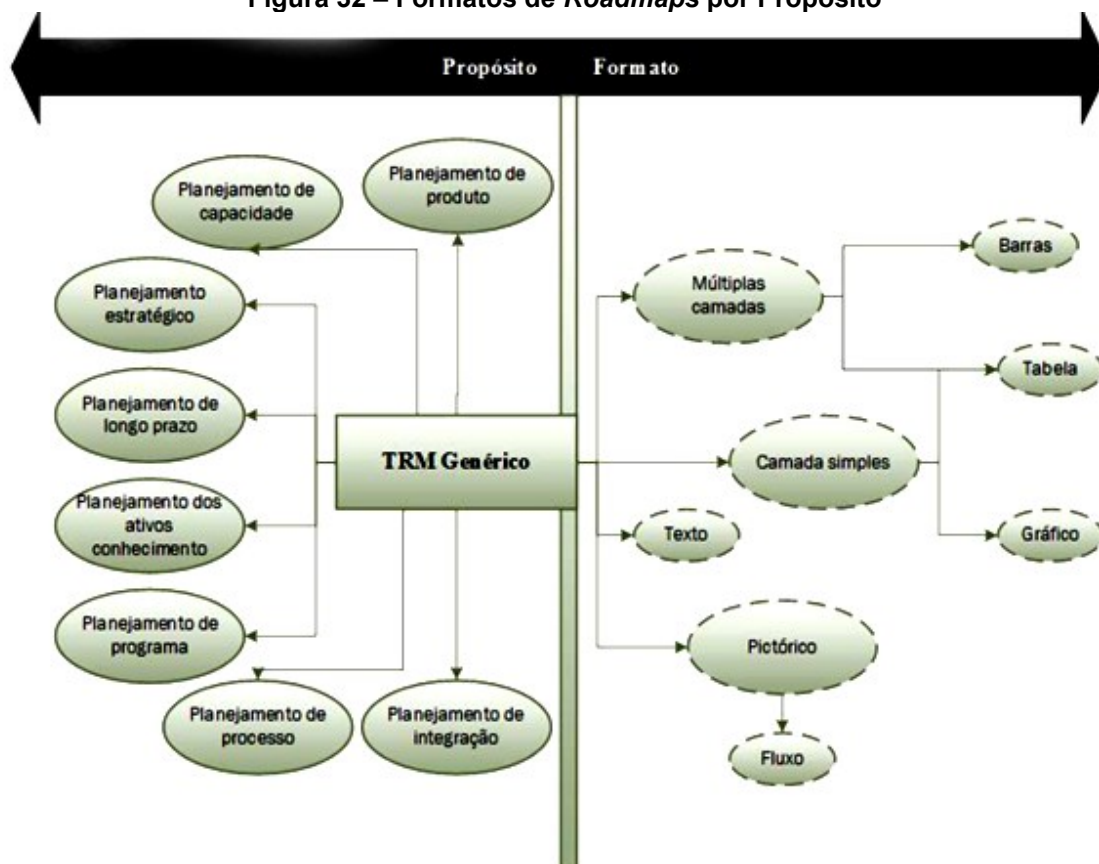 Figura 32 – Formatos de Roadmaps por Propósito
Propósito Formato
Planejamento de
capacidade
Planejamento de
produto
Planejamento
estratégico
Planejamento de
longo prazo
Planejamento dos
ativos
conhecimento
Planejamento de
programa
Planejamento de
processo
Planejamento de
integração
TRM Genérico
Múltiplas
camadas
Barras
Tabela
Camada simples
Texto
Gráfico
Pictórico
Fluxo